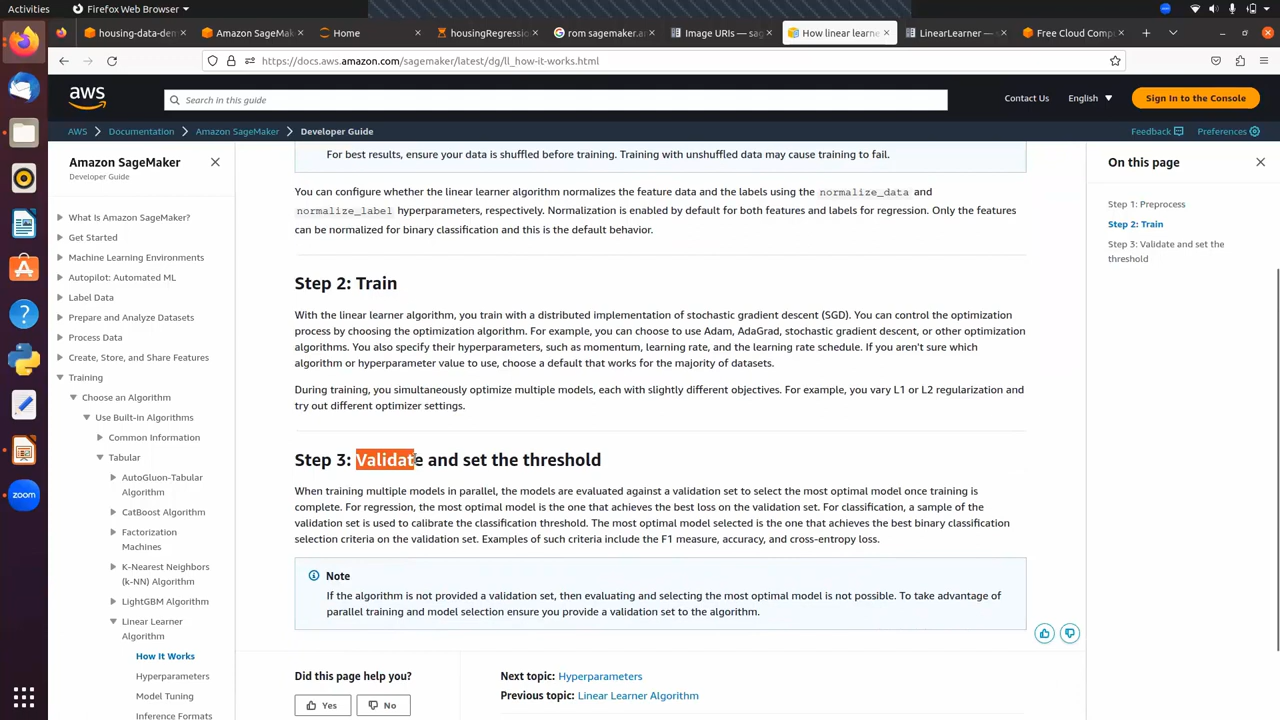 Activities
Firefox Web Browser
housing-data-den
Amazon SageMa
Home
housingRegression
rom sagemaker.a
Image URIs — sag
How linear learne
LinearLearner —
Free Cloud Comp
https://docs.aws.amazon.com/sagemaker/latest/dg/ll_how-it-works.html
aws
Search in this guide
Contact Us
English
Sign In to the Console
AWS
Documentation
Amazon SageMaker
Developer Guide
Feedback
Preferences
Amazon SageMaker
Developer Guide
What Is Amazon SageMaker?
Get Started
Machine Learning Environments
Autopilot: Automated ML
Label Data
Prepare and Analyze Datasets
Process Data
Create, Store, and Share Features
Training
Choose an Algorithm
Use Built-in Algorithms
Common Information
Tabular
AutoGluon-Tabular
Algorithm
CatBoost Algorithm
Factorization
Machines
K-Nearest Neighbors
(k-NN) Algorithm
LightGBM Algorithm
Linear Learner
Algorithm
How It Works
Hyperparameters
Model Tuning
Inference Formats
zoom
For best results, ensure your data is shuffled before training. Training with unshuffled data may cause training to fail.
You can configure whether the linear learner algorithm normalizes the feature data and the labels using the normalize_data and
normalize_label hyperparameters, respectively. Normalization is enabled by default for both features and labels for regression. Only the features
can be normalized for binary classification and this is the default behavior.
Step 2: Train
With the linear learner algorithm, you train with a distributed implementation of stochastic gradient descent (SGD). You can control the optimization
process by choosing the optimization algorithm. For example, you can choose to use Adam, AdaGrad, stochastic gradient descent, or other optimization
algorithms. You also specify their hyperparameters, such as momentum, learning rate, and the learning rate schedule. If you aren't sure which
algorithm or hyperparameter value to use, choose a default that works for the majority of datasets.
During training, you simultaneously optimize multiple models, each with slightly different objectives. For example, you vary L1 or L2 regularization and
try out different optimizer settings.
Step 3: Validate and set the threshold
When training multiple models in parallel, the models are evaluated against a validation set to select the most optimal model once training is
complete. For regression, the most optimal model is the one that achieves the best loss on the validation set. For classification, a sample of the
validation set is used to calibrate the classification threshold. The most optimal model selected is the one that achieves the best binary classification
selection criteria on the validation set. Examples of such criteria include the F1 measure, accuracy, and cross-entropy loss.
Note
If the algorithm is not provided a validation set, then evaluating and selecting the most optimal model is not possible. To take advantage of
parallel training and model selection ensure you provide a validation set to the algorithm.
Did this page help you?
Yes
No
Next topic: Hyperparameters
Previous topic: Linear Learner Algorithm
On this page
Step 1: Preprocess
Step 2: Train
Step 3: Validate and set the
threshold